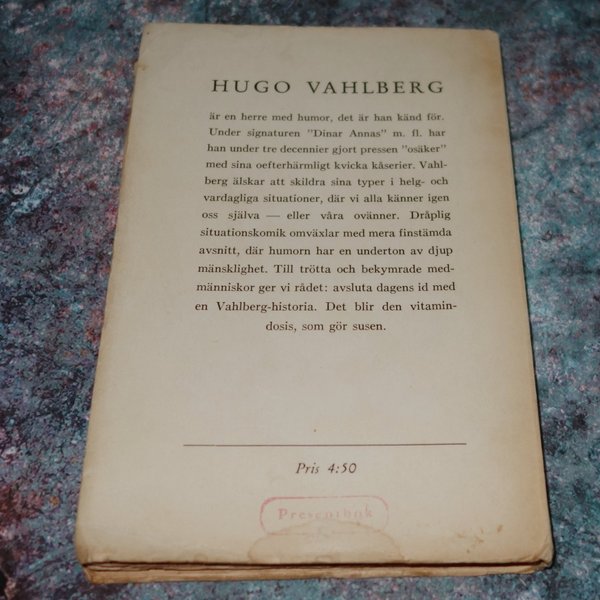 HUGO VAHLBERG
är en herre med humor, det är han känd för.
Under signaturen "Dinar Annas" m. fl. har
han under tre decennier gjort pressen "osäker"
med sina oefterhärmligt kvicka kåserier. Vahl-
berg älskar att skildra sina typer i helg- och
vardagliga situationer, där vi alla känner igen
oss själva — eller våra ovänner. Dråplig
situationskomik omväxlar med mera finstämda
avsnitt, där humorn har en underton av djup
mänsklighet. Till trötta och bekymrade med-
människor ger vi rådet: avsluta dagens id med
en Vahlberg-historia. Det blir den vitamin-
dosis, som gör susen.
Pris 4:50
Presentbok